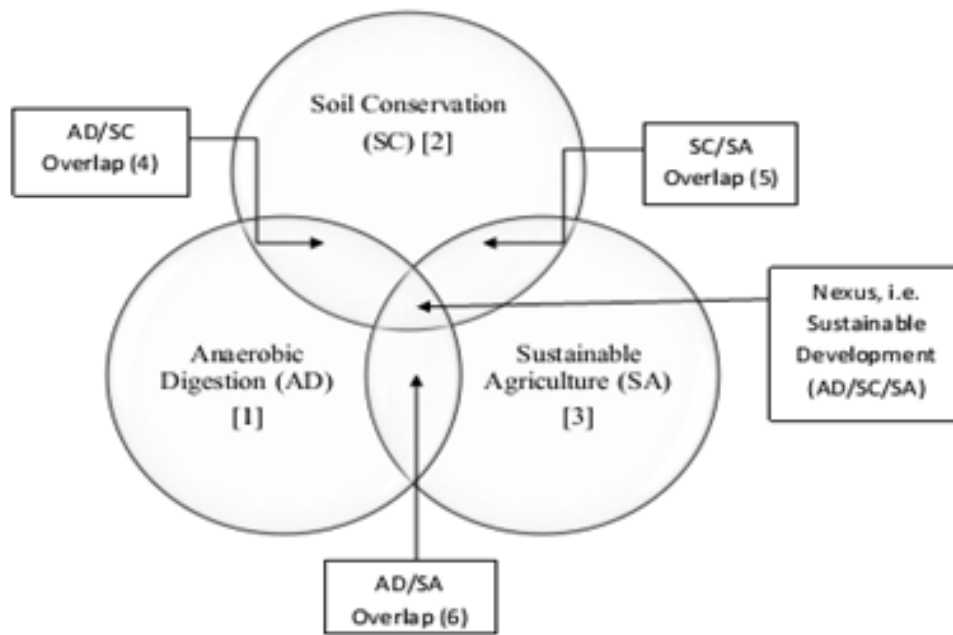 Soil Conservation
(SC) [2]
AD/SC
Overlap (4)
SC/SA
Overlap (5)
Nexus, i.e.
Sustainable
Development
(AD/SC/SA)
Anaerobic
Digestion (AD)
[1]
Sustainable
Agriculture (SA)
[3]
AD/SA
Overlap (6)